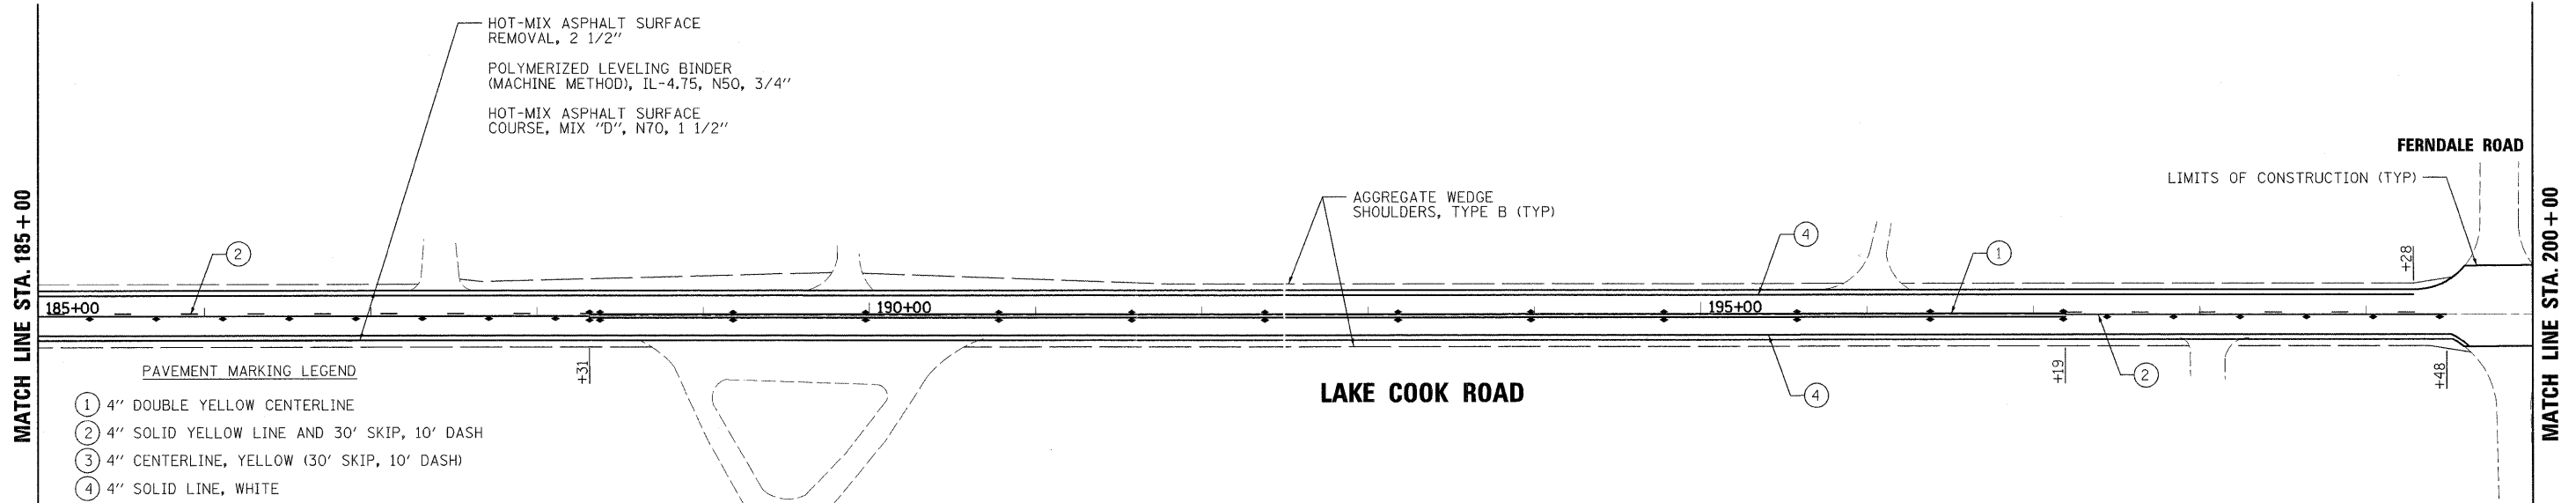 HOT-MIX ASPHALT SURFACE
REMOVAL, 2 1/2"
POLYMERIZED LEVELING BINDER
(MACHINE METHOD), IL-4.75, N50, 3/4"
HOT-MIX ASPHALT SURFACE
COURSE, MIX "D", N70, 1 1/2"
FERNDALE ROAD
LIMITS OF CONSTRUCTION (TYP)
AGGREGATE WEDGE
SHOULDERS, TYPE B (TYP)
MATCH LINE STA. 185+00
MATCH LINE STA. 200+00
2
4
1
+28
185+00
190+00
195+00
+31
+19
+48
2
4
LAKE COOK ROAD
PAVEMENT MARKING LEGEND
1 4" DOUBLE YELLOW CENTERLINE
2 4" SOLID YELLOW LINE AND 30' SKIP, 10' DASH
3 4" CENTERLINE, YELLOW (30' SKIP, 10' DASH)
4 4" SOLID LINE, WHITE